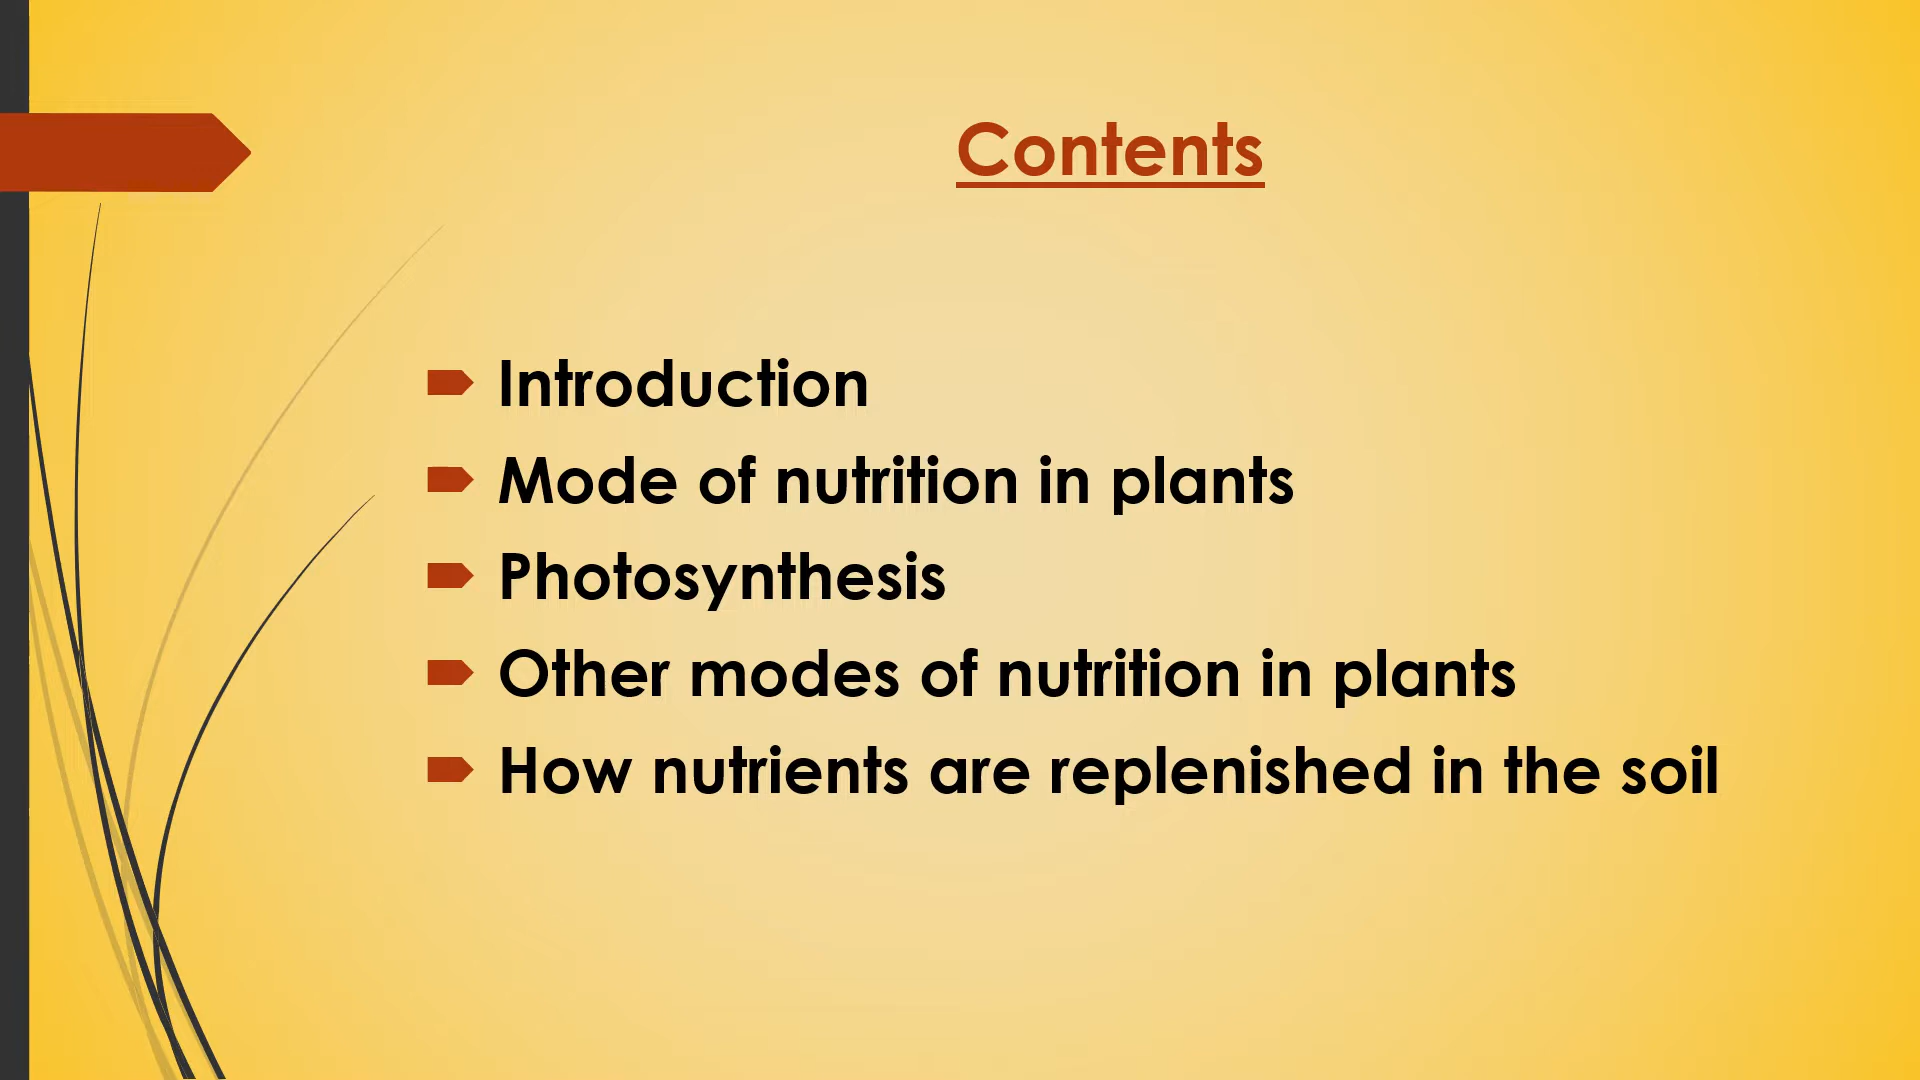 Contents
Introduction
Mode of nutrition in plants
Photosynthesis
Other modes of nutrition in plants
How nutrients are replenished in the soil